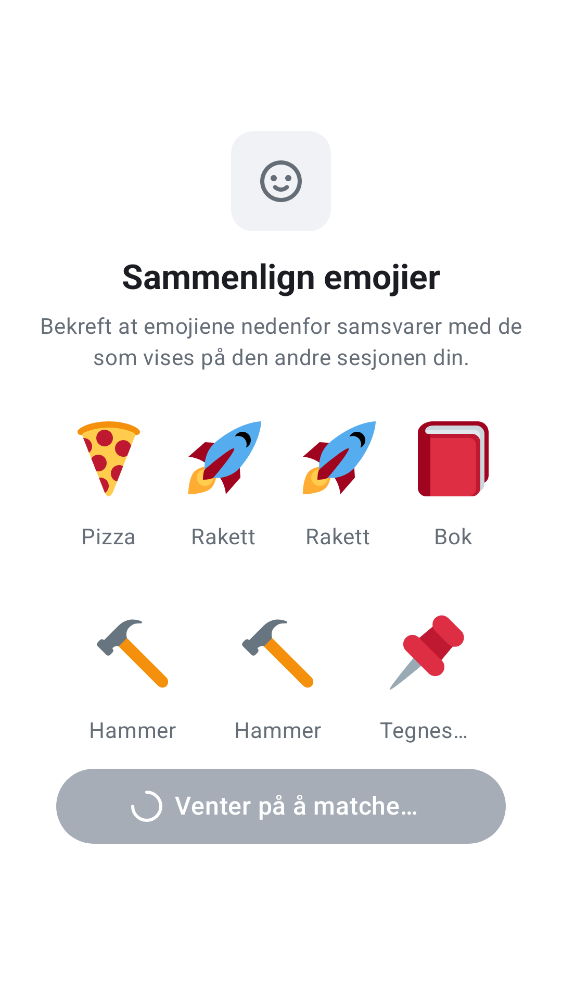 Sammenlign emojier
Bekreft at emojiene nedenfor samsvarer med de
som vises på den andre sesjonen din.
Pizza Rakett Rakett Bok
Hammer Hammer Tegnes…
Venter på å matche…